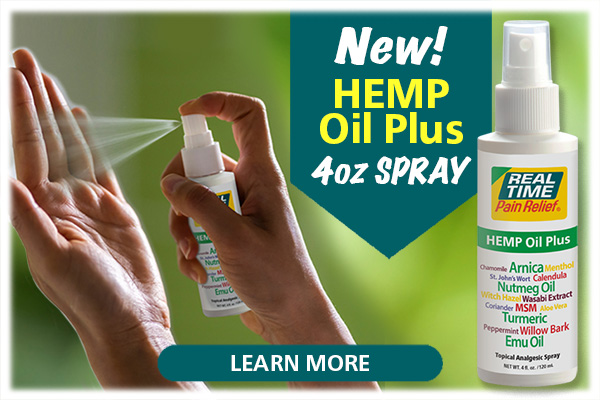 New!
HEMP
Oil Plus
4oz SPRAY
REAL
TIME
Pain Relief®
HEMP Oil Plus
Chamomile Arnica Menthol
St. John's Wort Calendula
Nutmeg Oil
Witch Hazel Wasabi Extract
Coriander MSM Aloe Vera
Turmeric
Peppermint Willow Bark
Emu Oil
Topical Analgesic Spray
NET WT. 4 fl. oz. / 120 mL
LEARN MORE